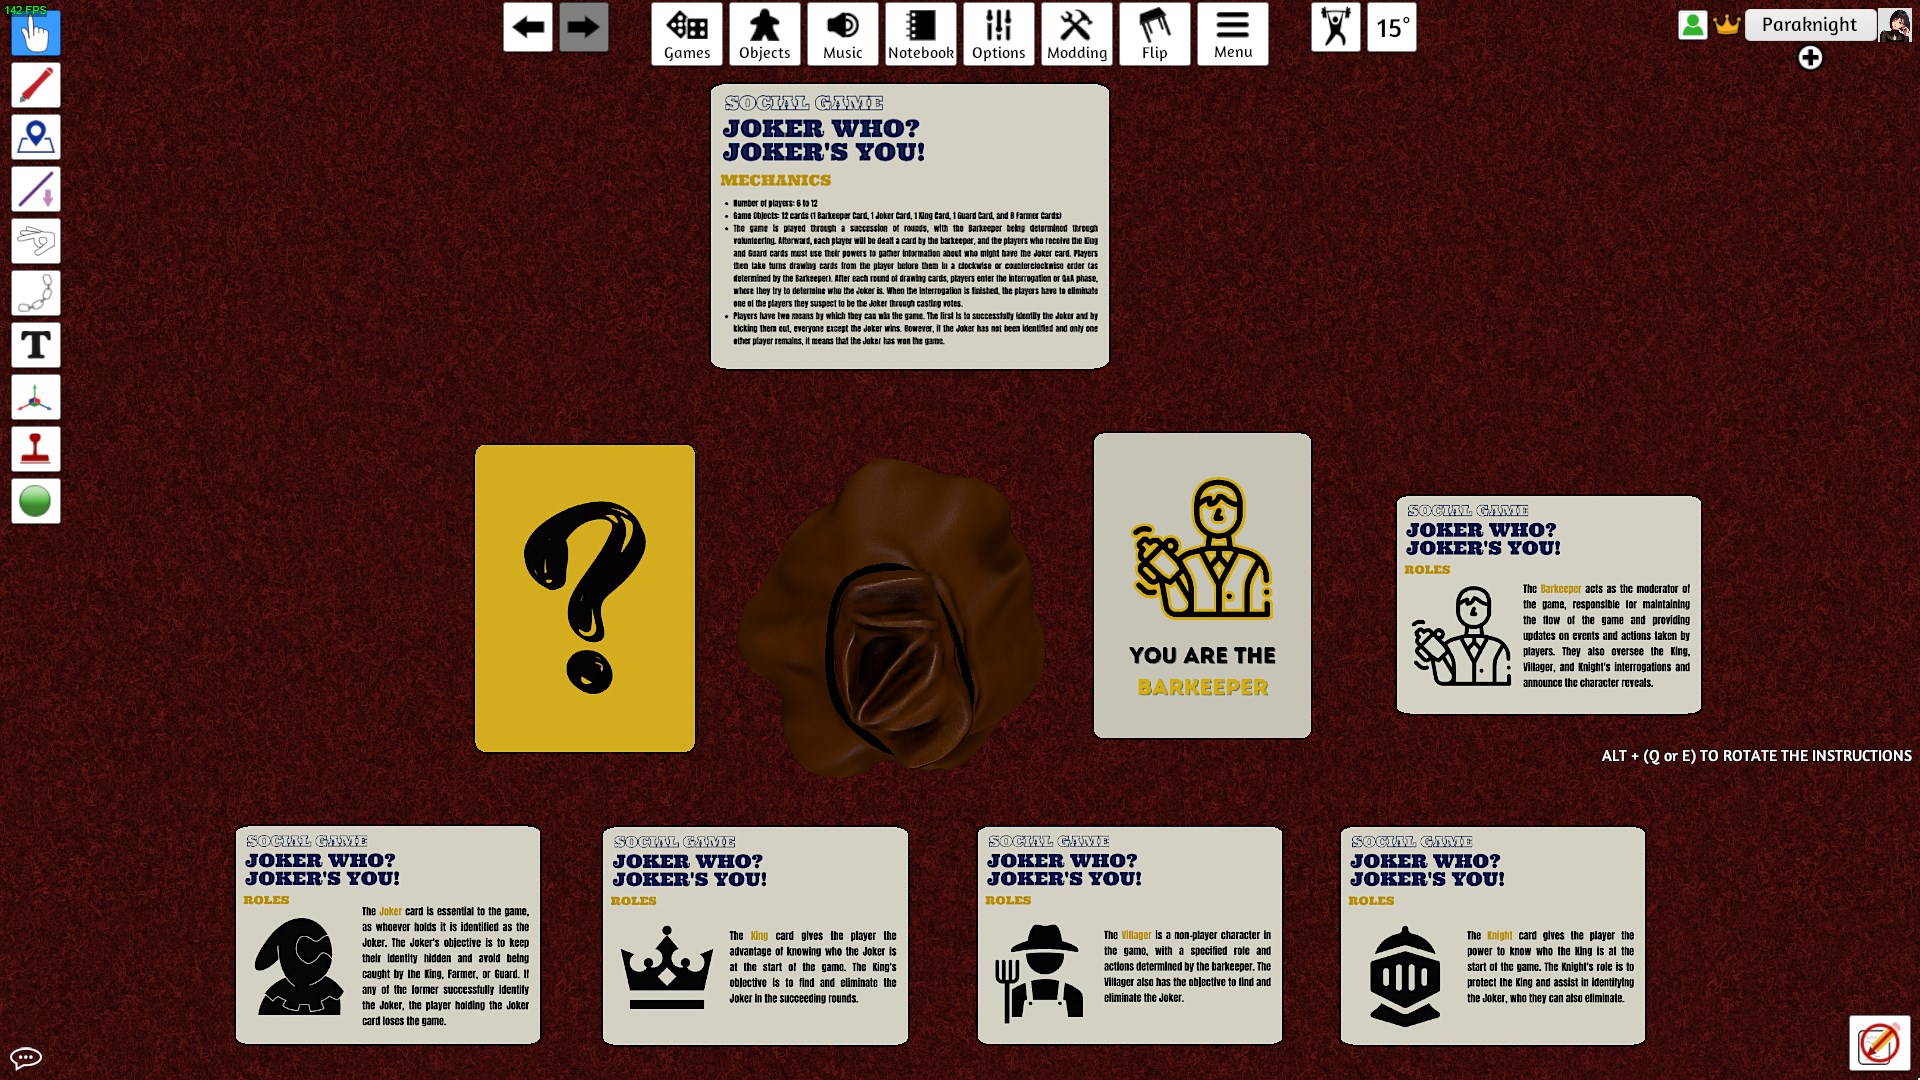 142 FPS
Games
Objects
Music
Notebook
Options
Modding
Flip
Menu
15°
Paraknight
SOCIAL GAME
JOKER WHO?
JOKER'S YOU!
MECHANICS
• Number of players: 6 to 12
• Game Objects: 12 cards (1 Barkeeper Card, 1 Joker Card, 1 King Card, 1 Guard Card, and 8 Farmer Cards)
• The game is played through a succession of rounds, with the Barkeeper being determined through
volunteering. Afterward, each player will be dealt a card by the barkeeper, and the players who receive the King
and Guard cards must use their powers to gather information about who might have the Joker card. Players
then take turns drawing cards from the player before them in a clockwise or counterclockwise order (as
determined by the Barkeeper). After each round of drawing cards, players enter the interrogation or Q&A phase,
where they try to determine who the Joker is. When the interrogation is finished, the players have to eliminate
one of the players they suspect to be the Joker through casting votes.
• Players have two means by which they can win the game. The first is to successfully identify the Joker and by
kicking them out, everyone except the Joker wins. However, if the Joker has not been identified and only one
other player remains, it means that the Joker has won the game.
?
YOU ARE THE
BARKEEPER
SOCIAL GAME
JOKER WHO?
JOKER'S YOU!
ROLES
The Barkeeper acts as the moderator of
the game, responsible for maintaining
the flow of the game and providing
updates on events and actions taken by
players. They also oversee the King,
Villager, and Knight's interrogations and
announce the character reveals.
ALT + (Q or E) TO ROTATE THE INSTRUCTIONS
SOCIAL GAME
JOKER WHO?
JOKER'S YOU!
ROLES
The Joker card is essential to the game,
as whoever holds it is identified as the
Joker. The Joker's objective is to keep
their identity hidden and avoid being
caught by the King, Farmer, or Guard. If
any of the former successfully identify
the Joker, the player holding the Joker
card loses the game.
SOCIAL GAME
JOKER WHO?
JOKER'S YOU!
ROLES
The King card gives the player the
advantage of knowing who the Joker is
at the start of the game. The King's
objective is to find and eliminate the
Joker in the succeeding rounds.
SOCIAL GAME
JOKER WHO?
JOKER'S YOU!
ROLES
The Villager is a non-player character in
the game, with a specified role and
actions determined by the barkeeper. The
Villager also has the objective to find and
eliminate the Joker.
SOCIAL GAME
JOKER WHO?
JOKER'S YOU!
ROLES
The Knight card gives the player the
power to know who the King is at the
start of the game. The Knight's role is to
protect the King and assist in identifying
the Joker, who they can also eliminate.